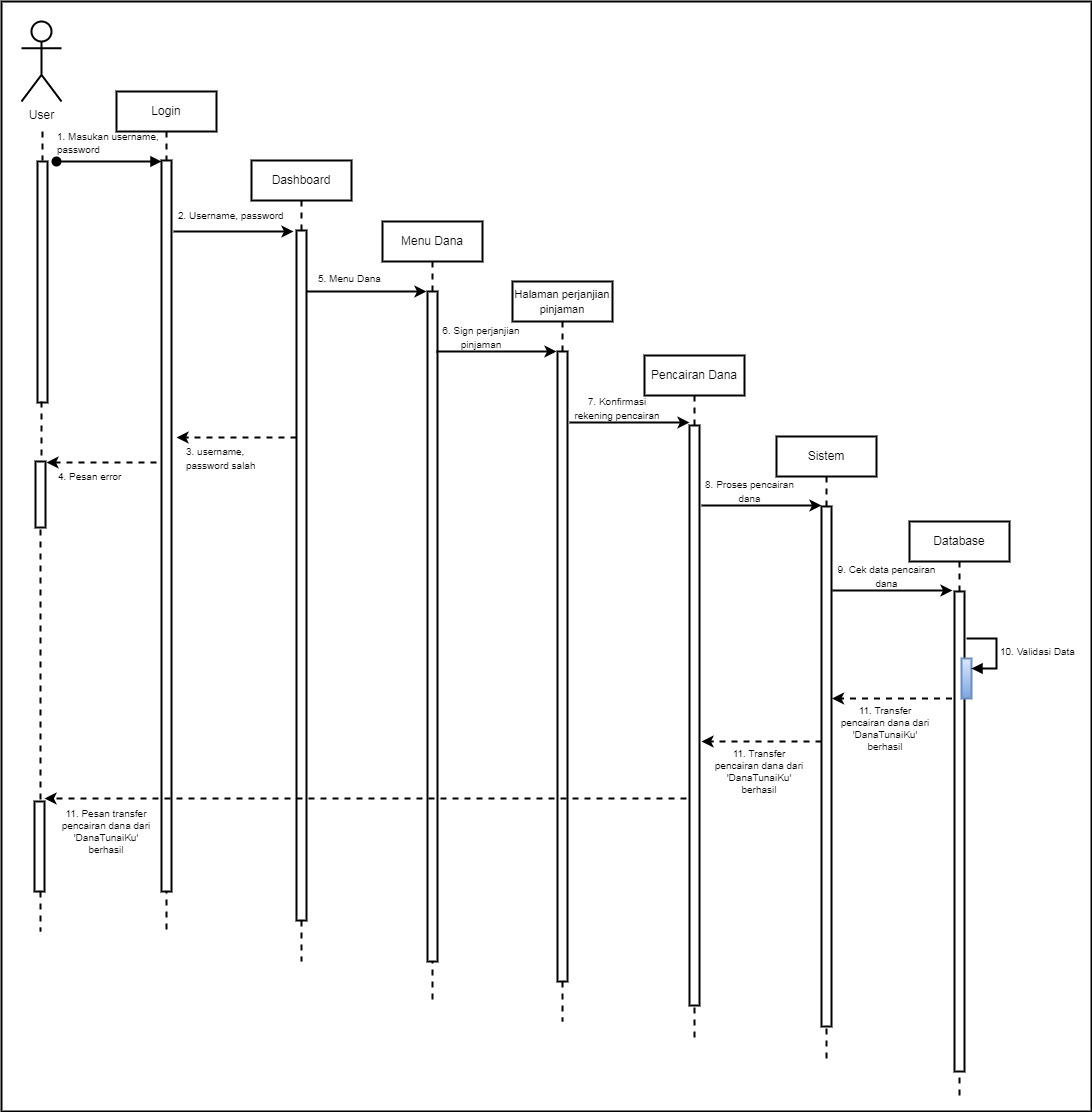 User
Login
1. Masukan username,
password
Dashboard
2. Username, password
Menu Dana
5. Menu Dana
Halaman perjanjian
pinjaman
6. Sign perjanjian
pinjaman
Pencairan Dana
7. Konfirmasi
rekening pencairan
3. username,
password salah
4. Pesan error
Sistem
8. Proses pencairan
dana
Database
9. Cek data pencairan
dana
10. Validasi Data
11. Transfer
pencairan dana dari
'DanaTunaiKu'
berhasil
11. Transfer
pencairan dana dari
'DanaTunaiKu'
berhasil
11. Pesan transfer
pencairan dana dari
'DanaTunaiKu'
berhasil